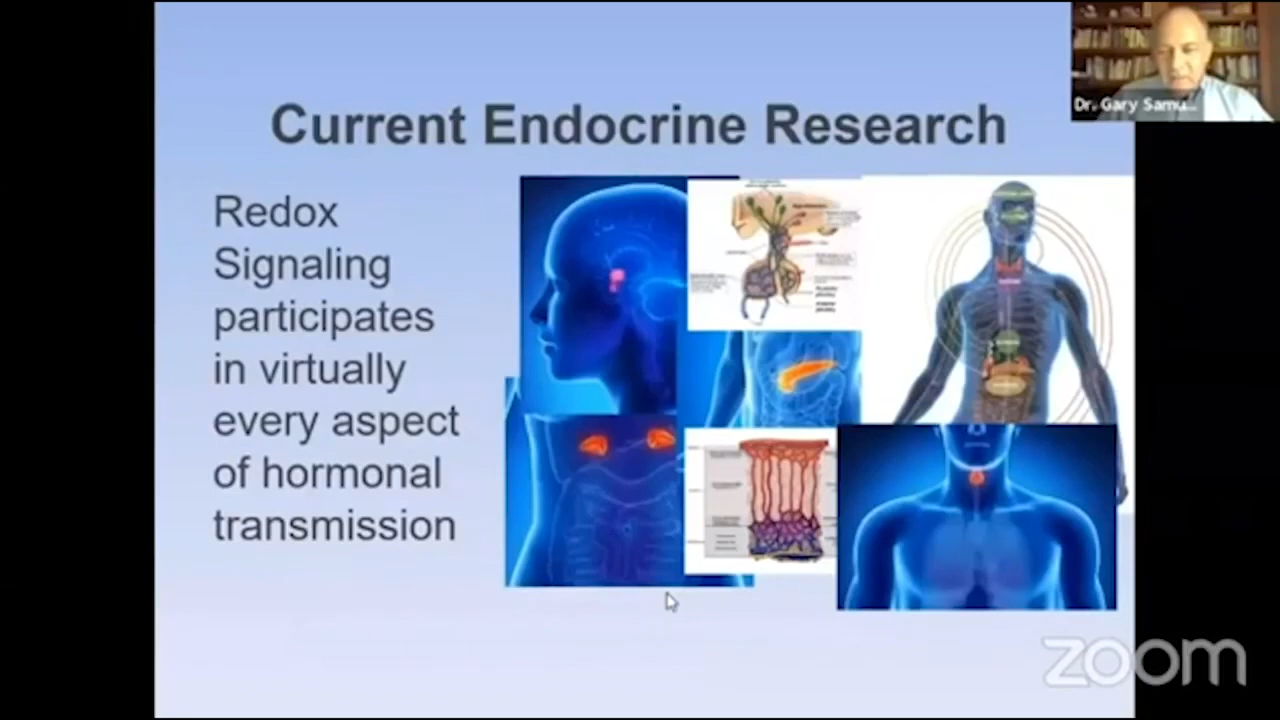 Dr. Gary Samu...
Current Endocrine Research
Redox
Signaling
participates
in virtually
every aspect
of hormonal
transmission
zoom